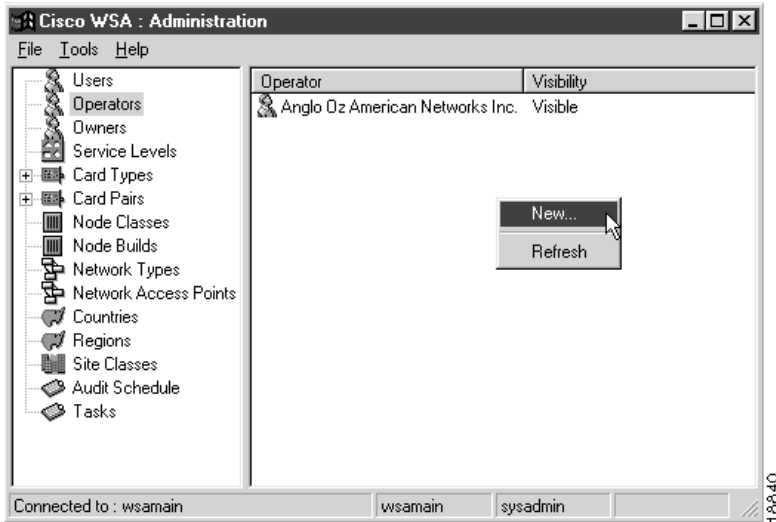 Cisco WSA : Administration
File Tools Help
Users
Operators
Owners
Service Levels
Card Types
Card Pairs
Node Classes
Node Builds
Network Types
Network Access Points
Countries
Regions
Site Classes
Audit Schedule
Tasks
Operator Visibility
Anglo Oz American Networks Inc. Visible
New...
Refresh
Connected to : wsamain wsamain sysadmin
18840